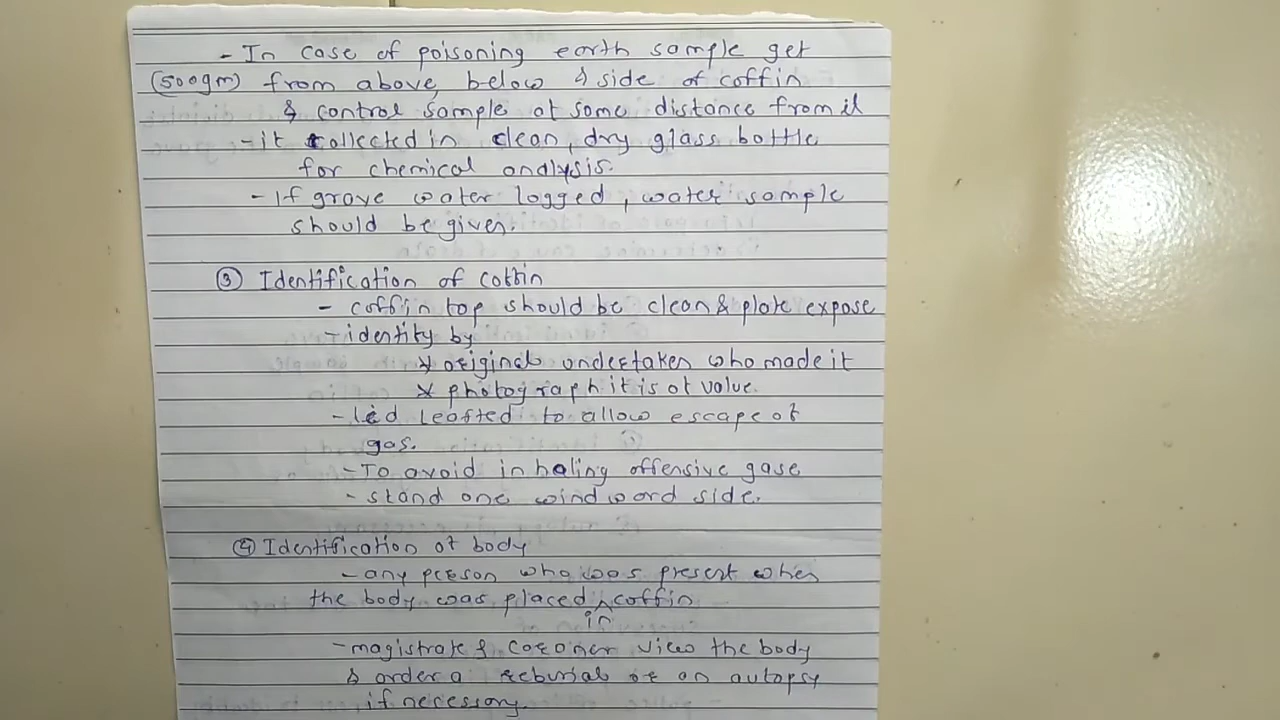 - In case of poisoning earth sample get
(500gm) from above, below & side of coffin
& control sample at some distance from it
- it collected in clean, dry glass bottle
for chemical analysis.
- If grave water logged, water sample
should be given.
③ Identification of coffin
- coffin top should be clean & plate expose
- identity by
* original undertaker who made it
* photograph it is of value.
- lid leafted to allow escape of
gas.
- To avoid inhaling offensive gase
- stand one windword side.
④ Identification of body
- any person who was present when
the body was placed in coffin
- magistrate & coroner view the body
& order a reburial or an autopsy
if necessary.